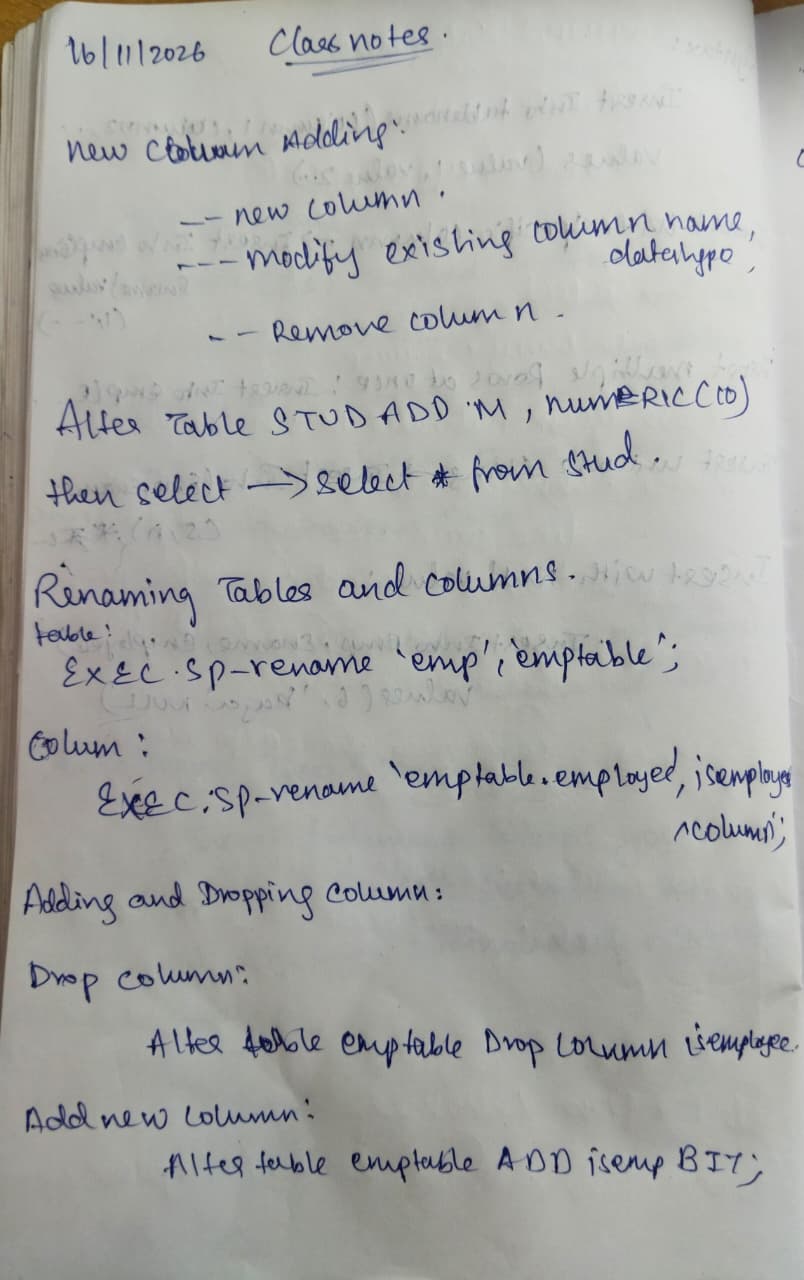 16/11/2026 Class notes.
New Column Adding:
-- new column.
--- modify existing column name,
datatype,
-- Remove column.
Alter Table STUD ADD M, numERIC(10)
then select → select * from Stud.
Renaming Tables and columns.
table:
EXEC.sp-rename 'emp','emptable';
Colum:
EXEC.sp-rename 'emptable.employed, isemployee
'column';
Adding and Dropping column:
Drop column:
Alter table emptable Drop column isemployee.
Add new column:
Alter table emptable ADD isemp BIT;